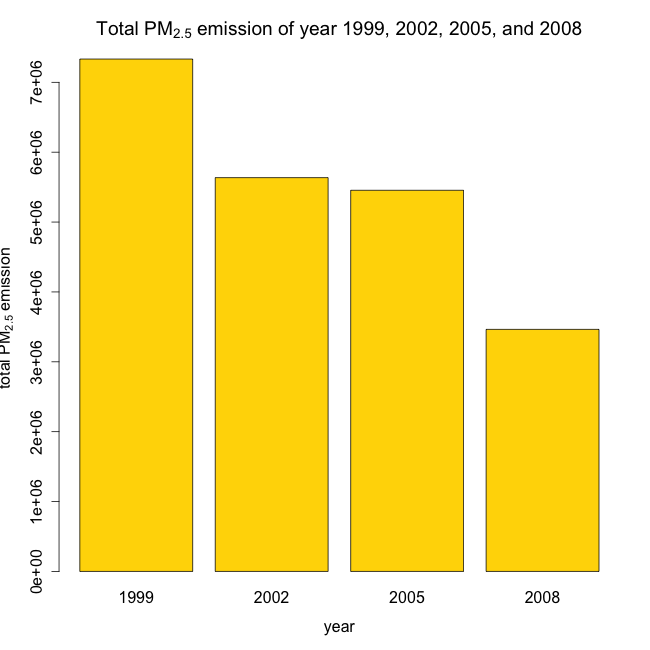 Total PM2.5 emission of year 1999, 2002, 2005, and 2008
total PM2.5 emission
7e+06
6e+06
5e+06
4e+06
3e+06
2e+06
1e+06
0e+00
1999 2002 2005 2008
year